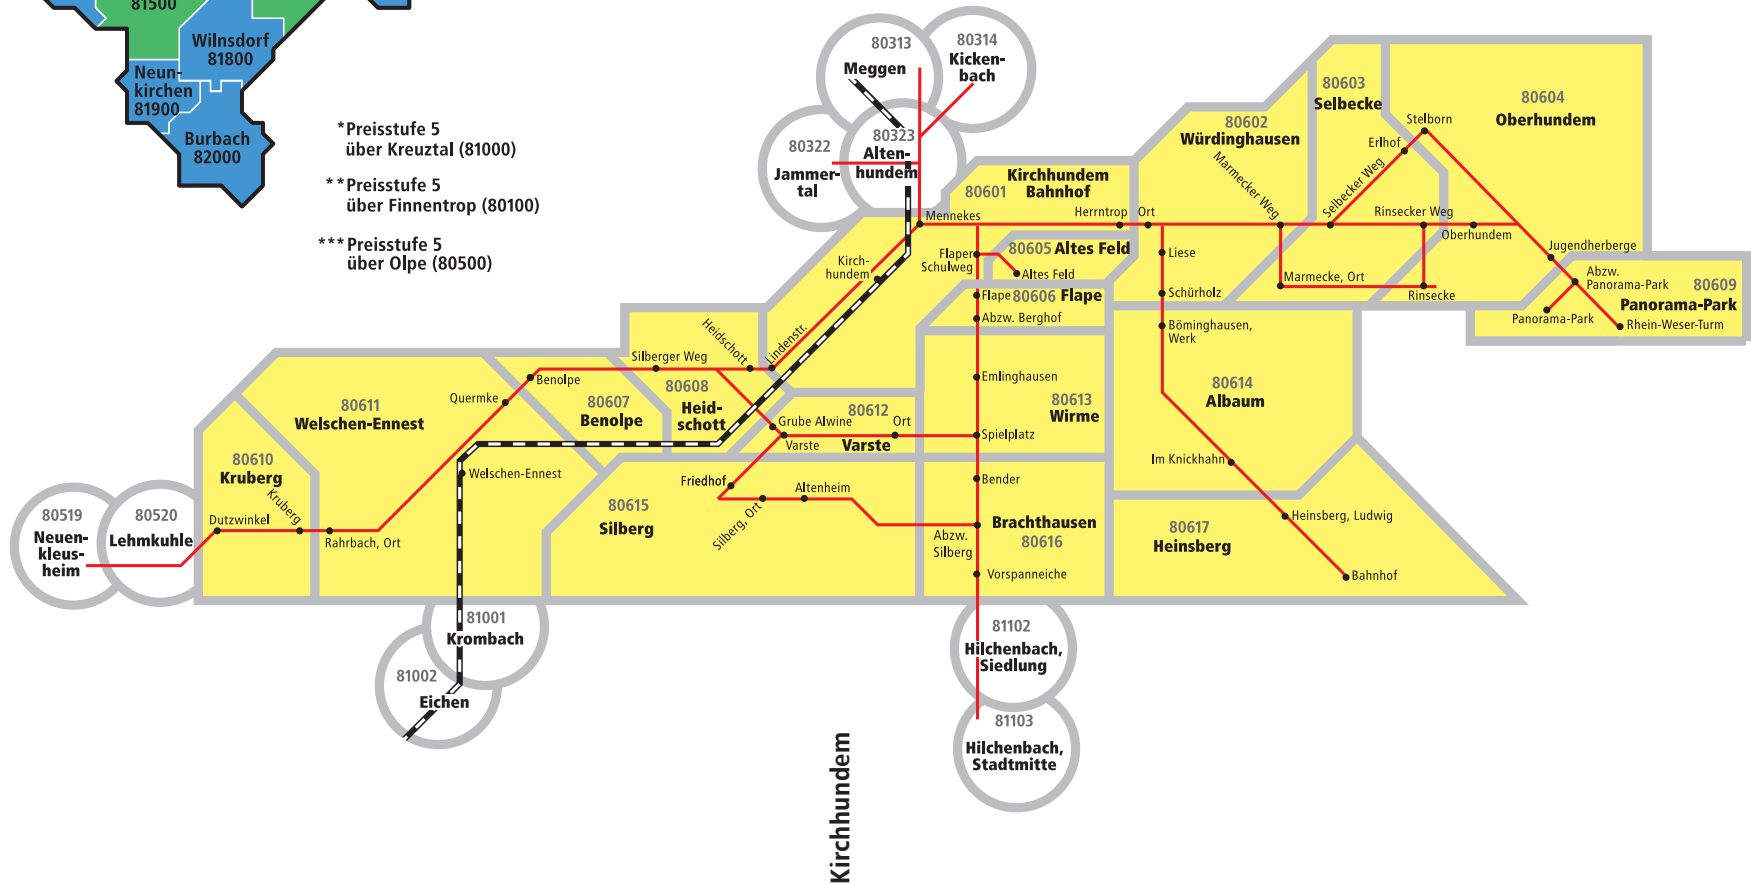 81500
Wilnsdorf
81800
Neun-
kirchen
81900
Burbach
82000
*Preisstufe 5
über Kreuztal (81000)
**Preisstufe 5
über Finnentrop (80100)
***Preisstufe 5
über Olpe (80500)
80313
Meggen
80314
Kicken-
bach
80322
Jammer-
tal
80323
Alten-
hundem
80601
Kirchhundem
Bahnhof
Mennekes
Herrntrop
Ort
80602
Würdinghausen
Marmecker Weg
80603
Selbecke
Selbecker Weg
Erlhof
Stelborn
80604
Oberhundem
Rinsecker Weg
Oberhundem
Jugendherberge
Abzw.
Panorama-Park
80609
Panorama-Park
Panorama-Park
Rhein-Weser-Turm
Marmecke, Ort
Rinsecke
Liese
Schürholz
Böminghausen,
Werk
80605 Altes Feld
Flaper
Schulweg
Altes Feld
Flape
80606 Flape
Abzw. Berghof
Kirch-
hundem
Lindenstr.
Heidschott
Silberger Weg
80608
Heid-
schott
Benolpe
80607
Benolpe
Quermke
80611
Welschen-Ennest
Welschen-Ennest
80610
Kruberg
Kruberg
Dutzwinkel
Rahrbach, Ort
80519
Neuen-
kleus-
heim
80520
Lehmkuhle
80612
Varste
Grube Alwine
Ort
Varste
Emlinghausen
80613
Wirme
Spielplatz
80614
Albaum
Im Knickhahn
80615
Silberg
Friedhof
Silberg, Ort
Altenheim
Bender
Brachthausen
80616
Abzw.
Silberg
Vorspanneiche
80617
Heinsberg
Heinsberg, Ludwig
Bahnhof
81001
Krombach
81002
Eichen
81102
Hilchenbach,
Siedlung
81103
Hilchenbach,
Stadtmitte
Kirchhundem